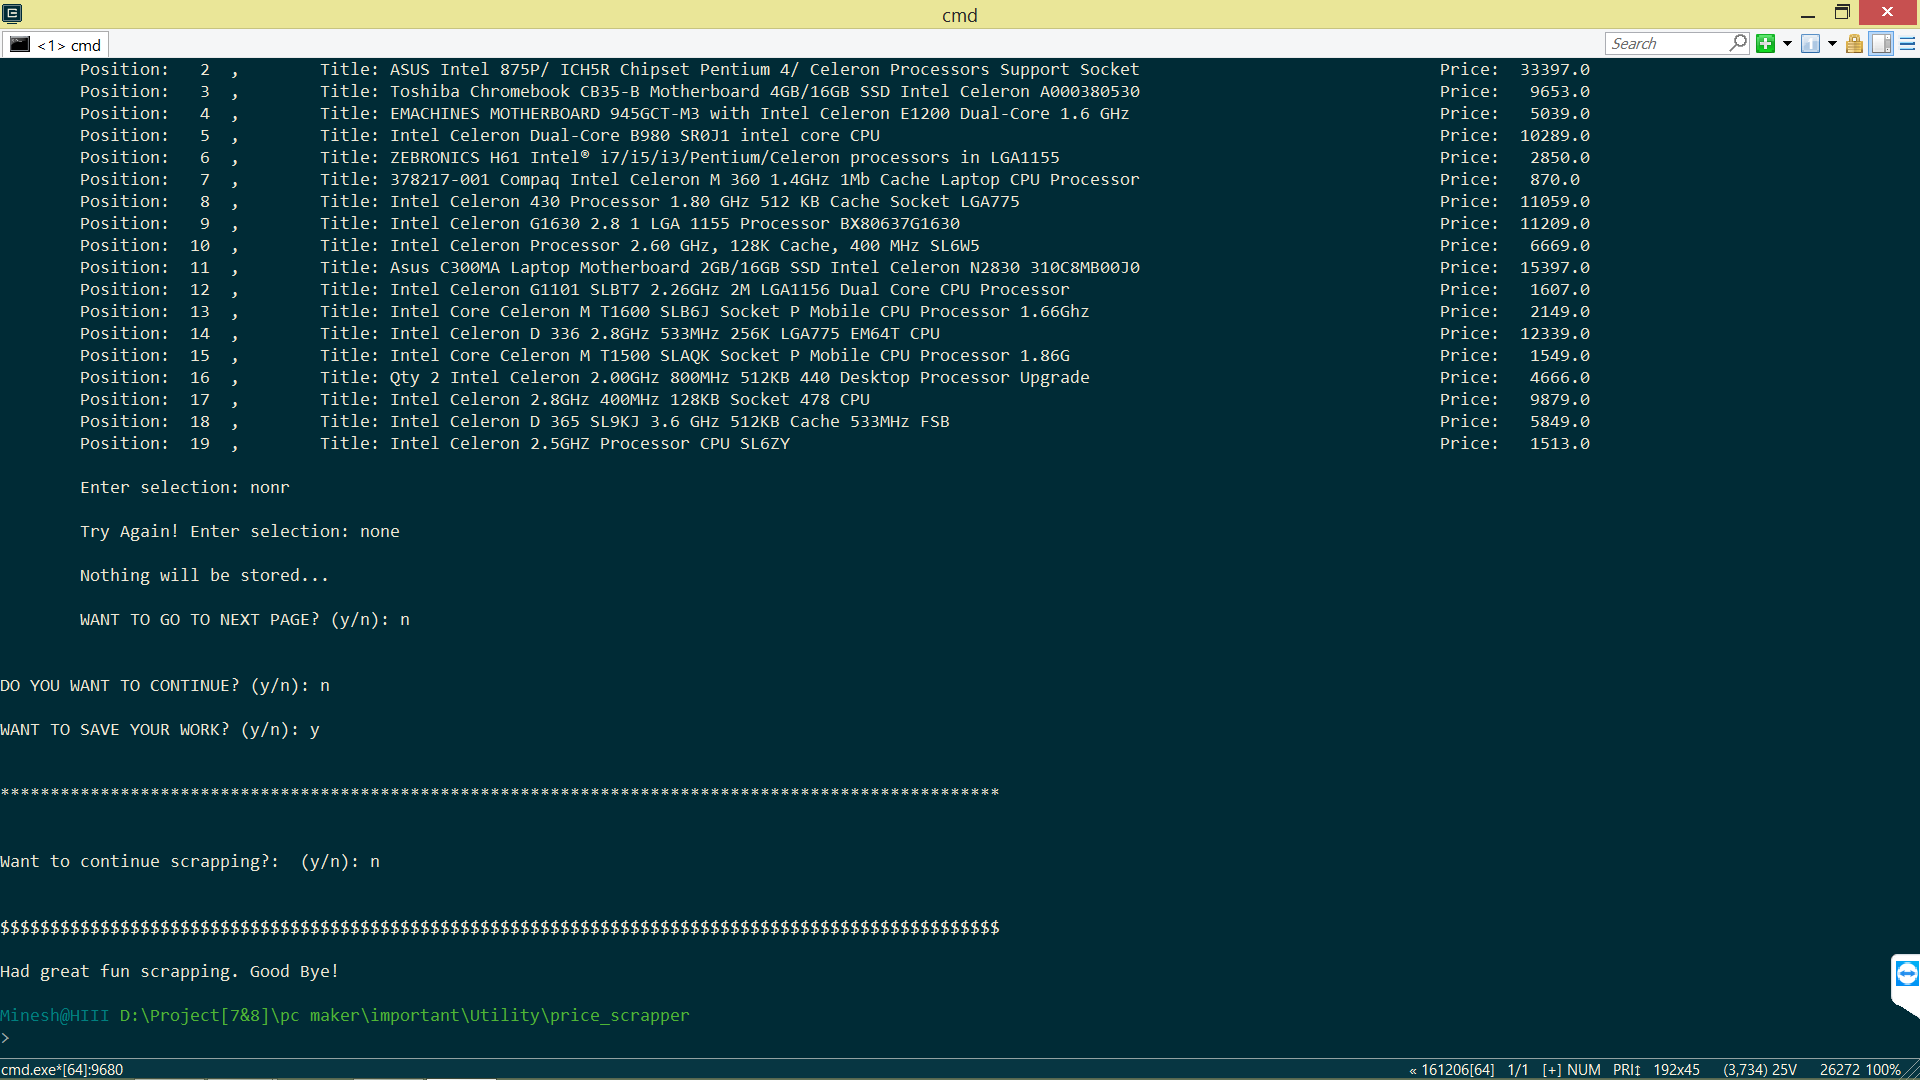 cmd
<1> cmd
Search
Position: 2 , Title: ASUS Intel 875P/ ICH5R Chipset Pentium 4/ Celeron Processors Support Socket Price: 33397.0
Position: 3 , Title: Toshiba Chromebook CB35-B Motherboard 4GB/16GB SSD Intel Celeron A000380530 Price: 9653.0
Position: 4 , Title: EMACHINES MOTHERBOARD 945GCT-M3 with Intel Celeron E1200 Dual-Core 1.6 GHz Price: 5039.0
Position: 5 , Title: Intel Celeron Dual-Core B980 SR0J1 intel core CPU Price: 10289.0
Position: 6 , Title: ZEBRONICS H61 Intel® i7/i5/i3/Pentium/Celeron processors in LGA1155 Price: 2850.0
Position: 7 , Title: 378217-001 Compaq Intel Celeron M 360 1.4GHz 1Mb Cache Laptop CPU Processor Price: 870.0
Position: 8 , Title: Intel Celeron 430 Processor 1.80 GHz 512 KB Cache Socket LGA775 Price: 11059.0
Position: 9 , Title: Intel Celeron G1630 2.8 1 LGA 1155 Processor BX80637G1630 Price: 11209.0
Position: 10 , Title: Intel Celeron Processor 2.60 GHz, 128K Cache, 400 MHz SL6W5 Price: 6669.0
Position: 11 , Title: Asus C300MA Laptop Motherboard 2GB/16GB SSD Intel Celeron N2830 310C8MB00J0 Price: 15397.0
Position: 12 , Title: Intel Celeron G1101 SLBT7 2.26GHz 2M LGA1156 Dual Core CPU Processor Price: 1607.0
Position: 13 , Title: Intel Core Celeron M T1600 SLB6J Socket P Mobile CPU Processor 1.66Ghz Price: 2149.0
Position: 14 , Title: Intel Celeron D 336 2.8GHz 533MHz 256K LGA775 EM64T CPU Price: 12339.0
Position: 15 , Title: Intel Core Celeron M T1500 SLAQK Socket P Mobile CPU Processor 1.86G Price: 1549.0
Position: 16 , Title: Qty 2 Intel Celeron 2.00GHz 800MHz 512KB 440 Desktop Processor Upgrade Price: 4666.0
Position: 17 , Title: Intel Celeron 2.8GHz 400MHz 128KB Socket 478 CPU Price: 9879.0
Position: 18 , Title: Intel Celeron D 365 SL9KJ 3.6 GHz 512KB Cache 533MHz FSB Price: 5849.0
Position: 19 , Title: Intel Celeron 2.5GHZ Processor CPU SL6ZY Price: 1513.0
Enter selection: nonr
Try Again! Enter selection: none
Nothing will be stored...
WANT TO GO TO NEXT PAGE? (y/n): n
DO YOU WANT TO CONTINUE? (y/n): n
WANT TO SAVE YOUR WORK? (y/n): y
****************************************************************************************************
Want to continue scrapping?: (y/n): n
$$$$$$$$$$$$$$$$$$$$$$$$$$$$$$$$$$$$$$$$$$$$$$$$$$$$$$$$$$$$$$$$$$$$$$$$$$$$$$$$$$$$$$$$$$$$$$$$$$$$
Had great fun scrapping. Good Bye!
Minesh@HIII D:\Project[7&8]\pc maker\important\Utility\price_scrapper
>
cmd.exe*[64]:9680 « 161206[64] 1/1 [+] NUM PRI↕ 192x45 (3,734) 25V 26272 100%